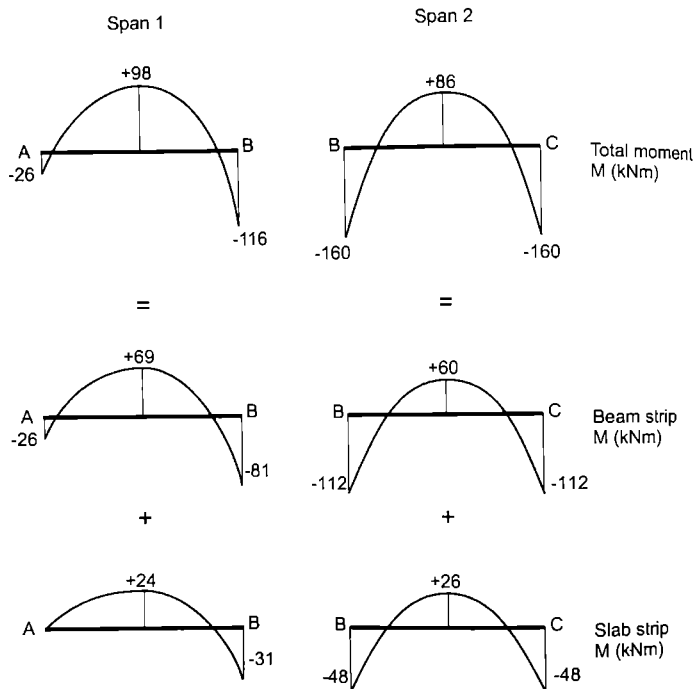 Span 1
Span 2
+98
+86
A
B
B
C
Total moment
M (kNm)
-26
-116
-160
-160
=
=
+69
+60
A
B
B
C
Beam strip
M (kNm)
-26
-81
-112
-112
+
+
+24
+26
A
B
B
C
Slab strip
M (kNm)
-31
-48
-48